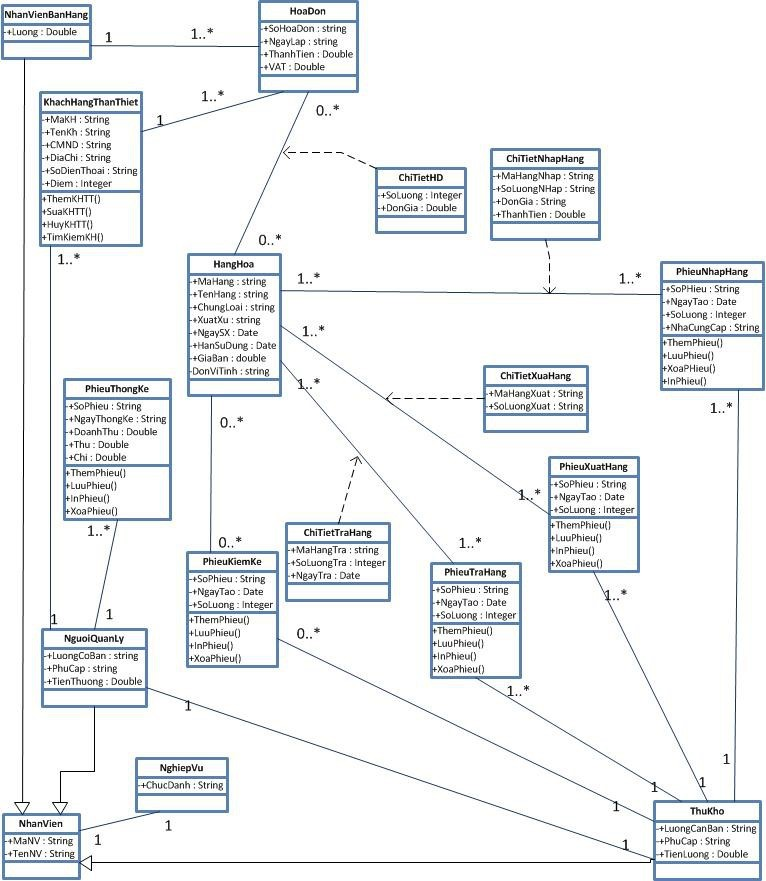 NhanVienBanHang
-+Luong : Double
1
1..*
HoaDon
-+SoHoaDon : string
-+NgayLap : string
-+ThanhTien : Double
-+VAT : Double
KhachHangThanThiet
-+MaKH : String
-+TenKh : String
-+CMND : String
-+DiaChi : String
-+SoDienThoai : String
-+Diem : Integer
+ThemKHTT()
+SuaKHTT()
+HuyKHTT()
+TimKiemKH()
1
1..*
0..*
ChiTietHD
-+SoLuong : Integer
-+DonGia : Double
ChiTietNhapHang
-+MaHangNhap : String
-+SoLuongNHap : String
-+DonGia : String
-+ThanhTien : Double
0..*
1..*
HangHoa
-+MaHang : string
-+TenHang : string
-+ChungLoai : string
-+XuatXu : string
-+NgaySX : Date
-+HanSuDung : Date
-+GiaBan : double
-DonViTinh : string
1..*
1..*
1..*
1..*
PhieuNhapHang
-+SoPHieu : String
-+NgayTao : Date
-+SoLuong : Integer
-+NhaCungCap : String
+ThemPhieu()
+LuuPhieu()
+XoaPHieu()
+InPhieu()
1..*
ChiTietXuaHang
-+MaHangXuat : String
-+SoLuongXuat : String
PhieuThongKe
-+SoPhieu : String
-+NgayThongKe : String
-+DoanhThu : Double
-+Thu : Double
-+Chi : Double
+ThemPhieu()
+LuuPhieu()
+InPhieu()
+XoaPhieu()
1..*
0..*
0..*
1..*
1..*
PhieuXuatHang
-+SoPhieu : String
-+NgayTao : Date
-+SoLuong : Integer
+ThemPhieu()
+LuuPhieu()
+InPhieu()
+XoaPhieu()
1..*
ChiTietTraHang
-+MaHangTra : string
-+SoLuongTra : Integer
-+NgayTra : Date
PhieuKiemKe
-+SoPhieu : String
-+NgayTao : Date
-+SoLuong : Integer
+ThemPhieu()
+LuuPhieu()
+InPhieu()
+XoaPhieu()
0..*
PhieuTraHang
-+SoPhieu : String
-+NgayTao : Date
-+SoLuong : Integer
+ThemPhieu()
+LuuPhieu()
+InPhieu()
+XoaPhieu()
1..*
1
1
NguoiQuanLy
-+LuongCoBan : string
-+PhuCap : string
-+TienThuong : Double
1
NghiepVu
-+ChucDanh : String
1
1
NhanVien
-+MaNV : String
-+TenNV : String
1
1
1
1
1
ThuKho
-+LuongCanBan : String
-+PhuCap : String
-+TienLuong : Double